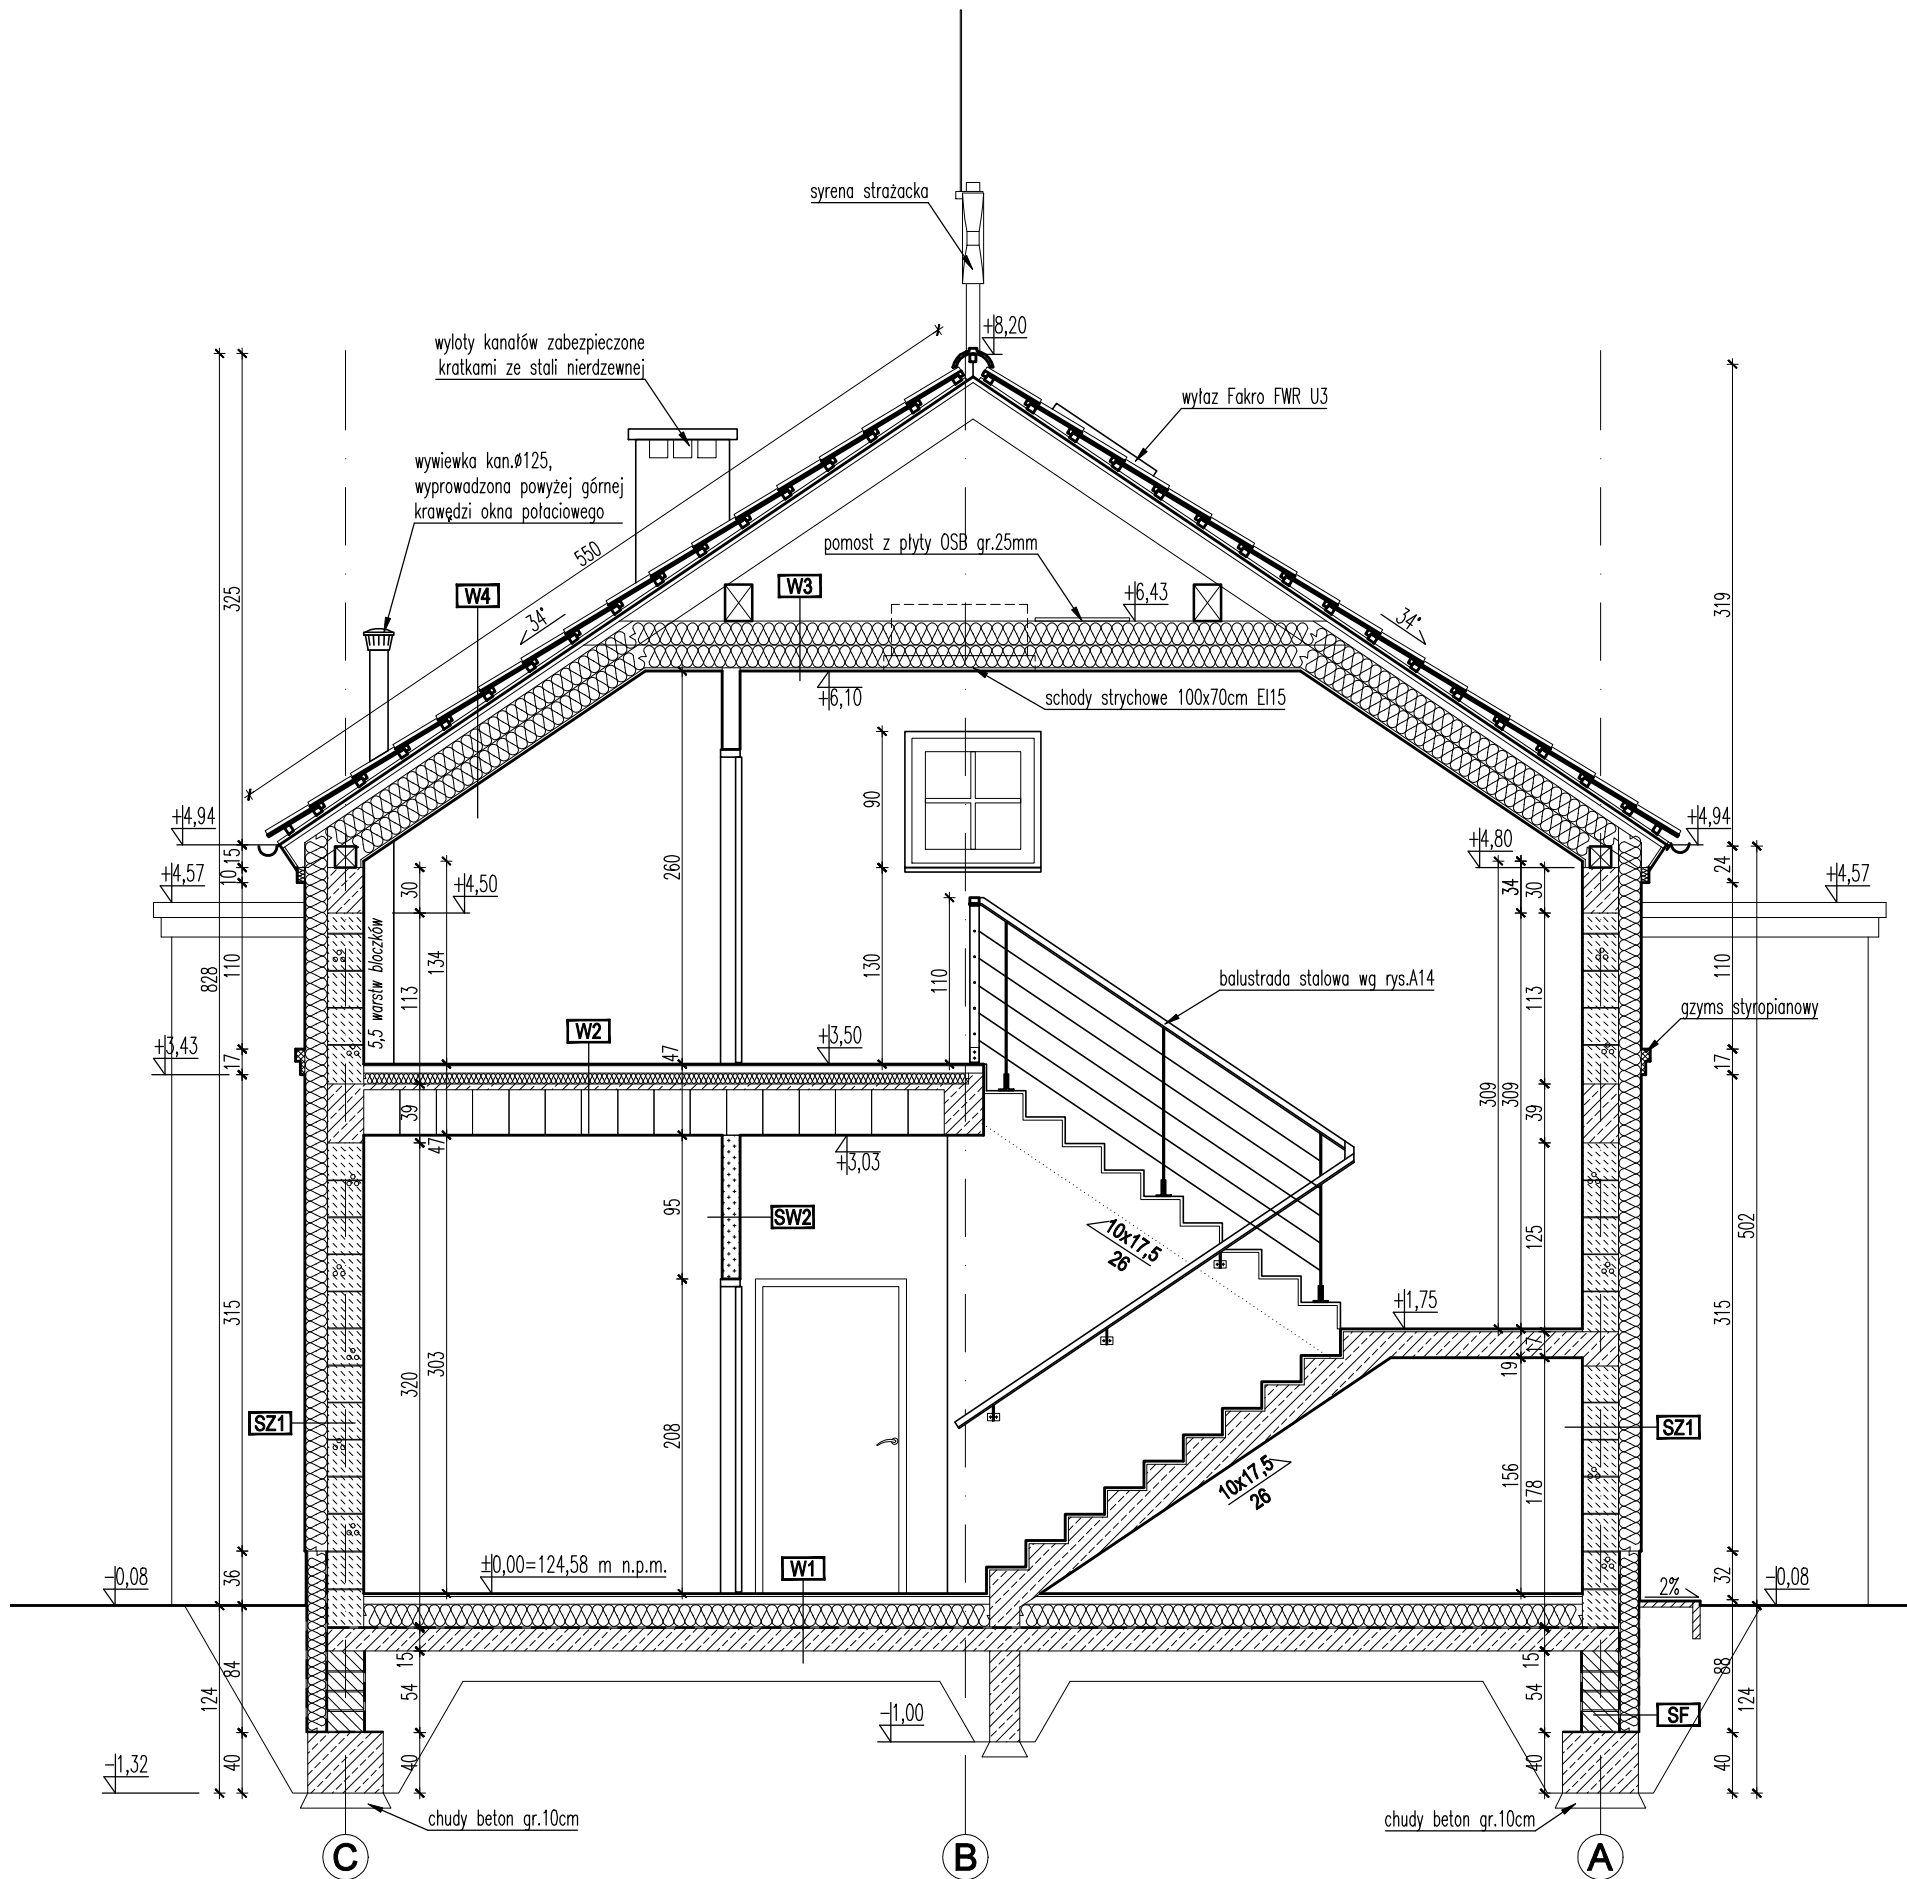 syrena strażacka
+8,20
wyloty kanałów zabezpieczone
kratkami ze stali nierdzewnej
wyłaz Fakro FWR U3
wywiewka kan.ø125,
wyprowadzona powyżej górnej
krawędzi okna połaciowego
550
pomost z płyty OSB gr.25mm
W4
W3
+6,43
325
319
34°
34°
+6,10
schody strychowe 100x70cm EI15
90
260
+4,94
+4,94
+4,80
15
10
24
+4,57
+4,57
30
34
30
+4,50
5,5 warstw bloczków
110
828
134
113
130
110
110
113
balustrada stalowa wg rys.A14
gzyms styropianowy
W2
+3,43
17
47
+3,50
17
39
47
309
309
39
+3,03
95
SW2
10x17,5
26
125
502
315
+1,75
315
320
303
17
19
SZ1
208
SZ1
10x17,5
26
156
178
±0,00=124,58 m n.p.m.
W1
-0,08
36
32
2%
-0,08
84
15
15
88
124
54
54
124
-1,00
SF
-1,32
40
40
40
40
chudy beton gr.10cm
chudy beton gr.10cm
C
B
A